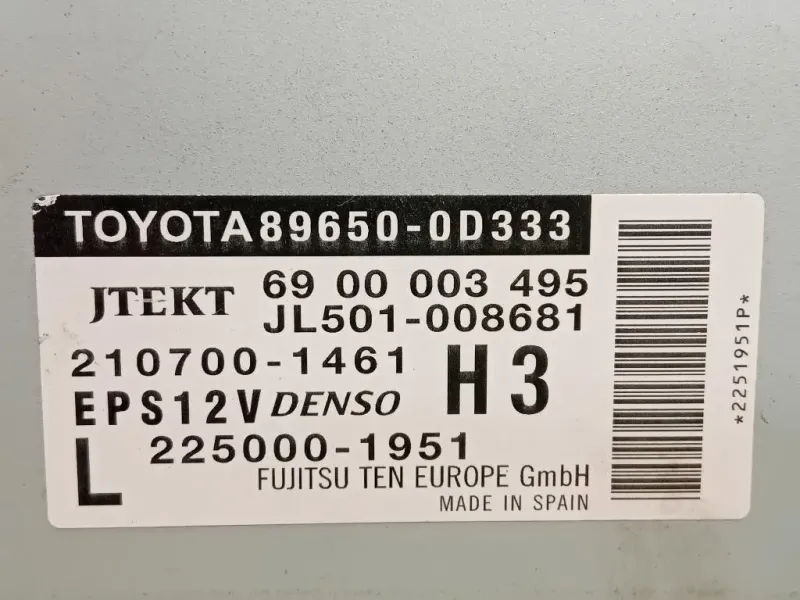 TOYOTA 89650-0D333
JTEKT 69 00 003 495
JL501-008681
210700-1461 H3
EPS12V DENSO
L 225000-1951
FUJITSU TEN EUROPE GmbH
MADE IN SPAIN
*2251951P*